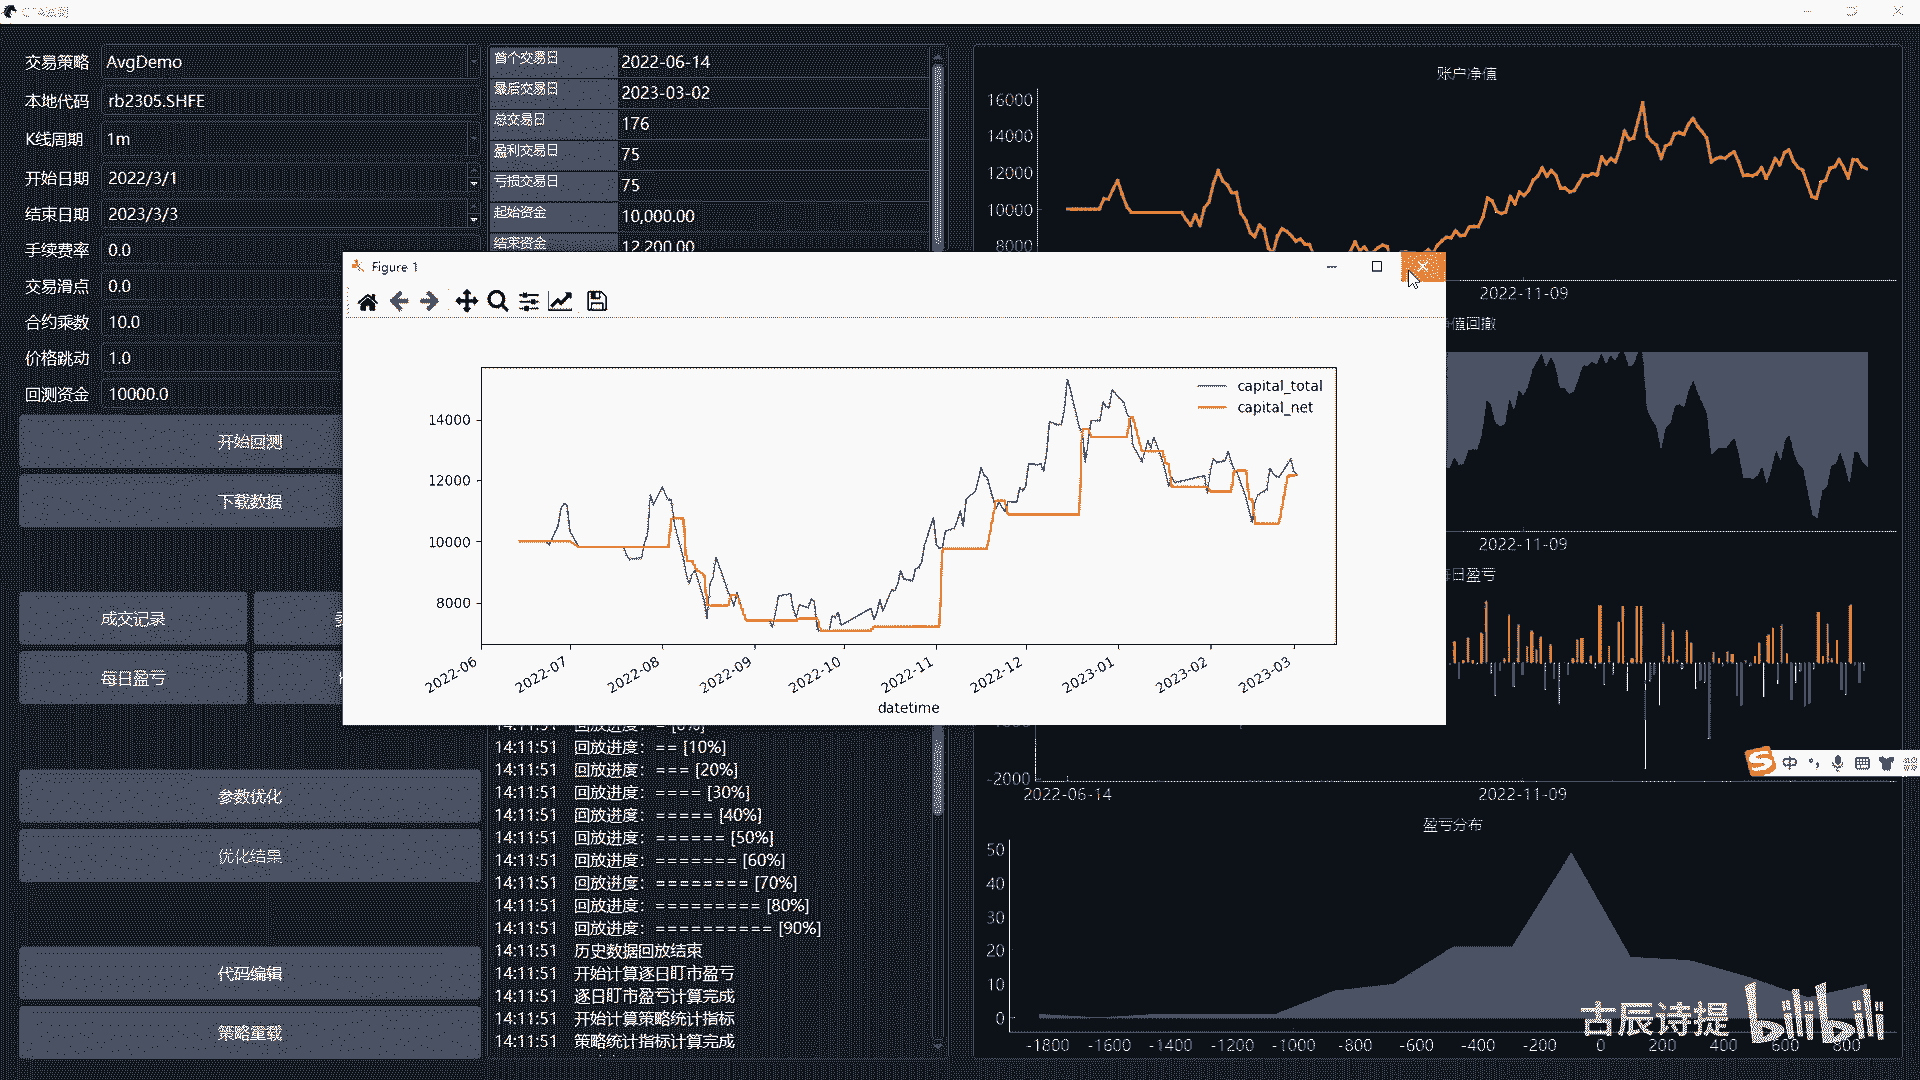 CTA回测
交易策略 AvgDemo
本地代码 rb2305.SHFE
K线周期 1m
开始日期 2022/3/1
结束日期 2023/3/3
手续费率 0.0
交易滑点 0.0
合约乘数 10.0
价格跳动 1.0
回测资金 10000.0
开始回测
下载数据
成交记录
每日盈亏
参数优化
优化结果
代码编辑
策略重载
首个交易日 2022-06-14
最后交易日 2023-03-02
总交易日 176
盈利交易日 75
亏损交易日 75
起始资金 10,000.00
结束资金 12,200.00
Figure 1
capital_total
capital_net
14000
12000
10000
8000
2022-06
2022-07
2022-08
2022-09
2022-10
2022-11
2022-12
2023-01
2023-02
2023-03
datetime
14:11:51 回放进度: = [0%]
14:11:51 回放进度: == [10%]
14:11:51 回放进度: === [20%]
14:11:51 回放进度: ==== [30%]
14:11:51 回放进度: ===== [40%]
14:11:51 回放进度: ====== [50%]
14:11:51 回放进度: ======= [60%]
14:11:51 回放进度: ======== [70%]
14:11:51 回放进度: ========= [80%]
14:11:51 回放进度: ========== [90%]
14:11:51 历史数据回放结束
14:11:51 开始计算逐日盯市盈亏
14:11:51 逐日盯市盈亏计算完成
14:11:51 开始计算策略统计指标
14:11:51 策略统计指标计算完成
账户净值
16000
14000
12000
10000
8000
2022-11-09
值回撤
2022-11-09
日盈亏
-2000
2022-06-14
2022-11-09
中
盈亏分布
50
40
30
20
10
0
-1800 -1600 -1400 -1200 -1000 -800 -600 -400 -200 0 200 400 600 800
古辰诗提
bilibili